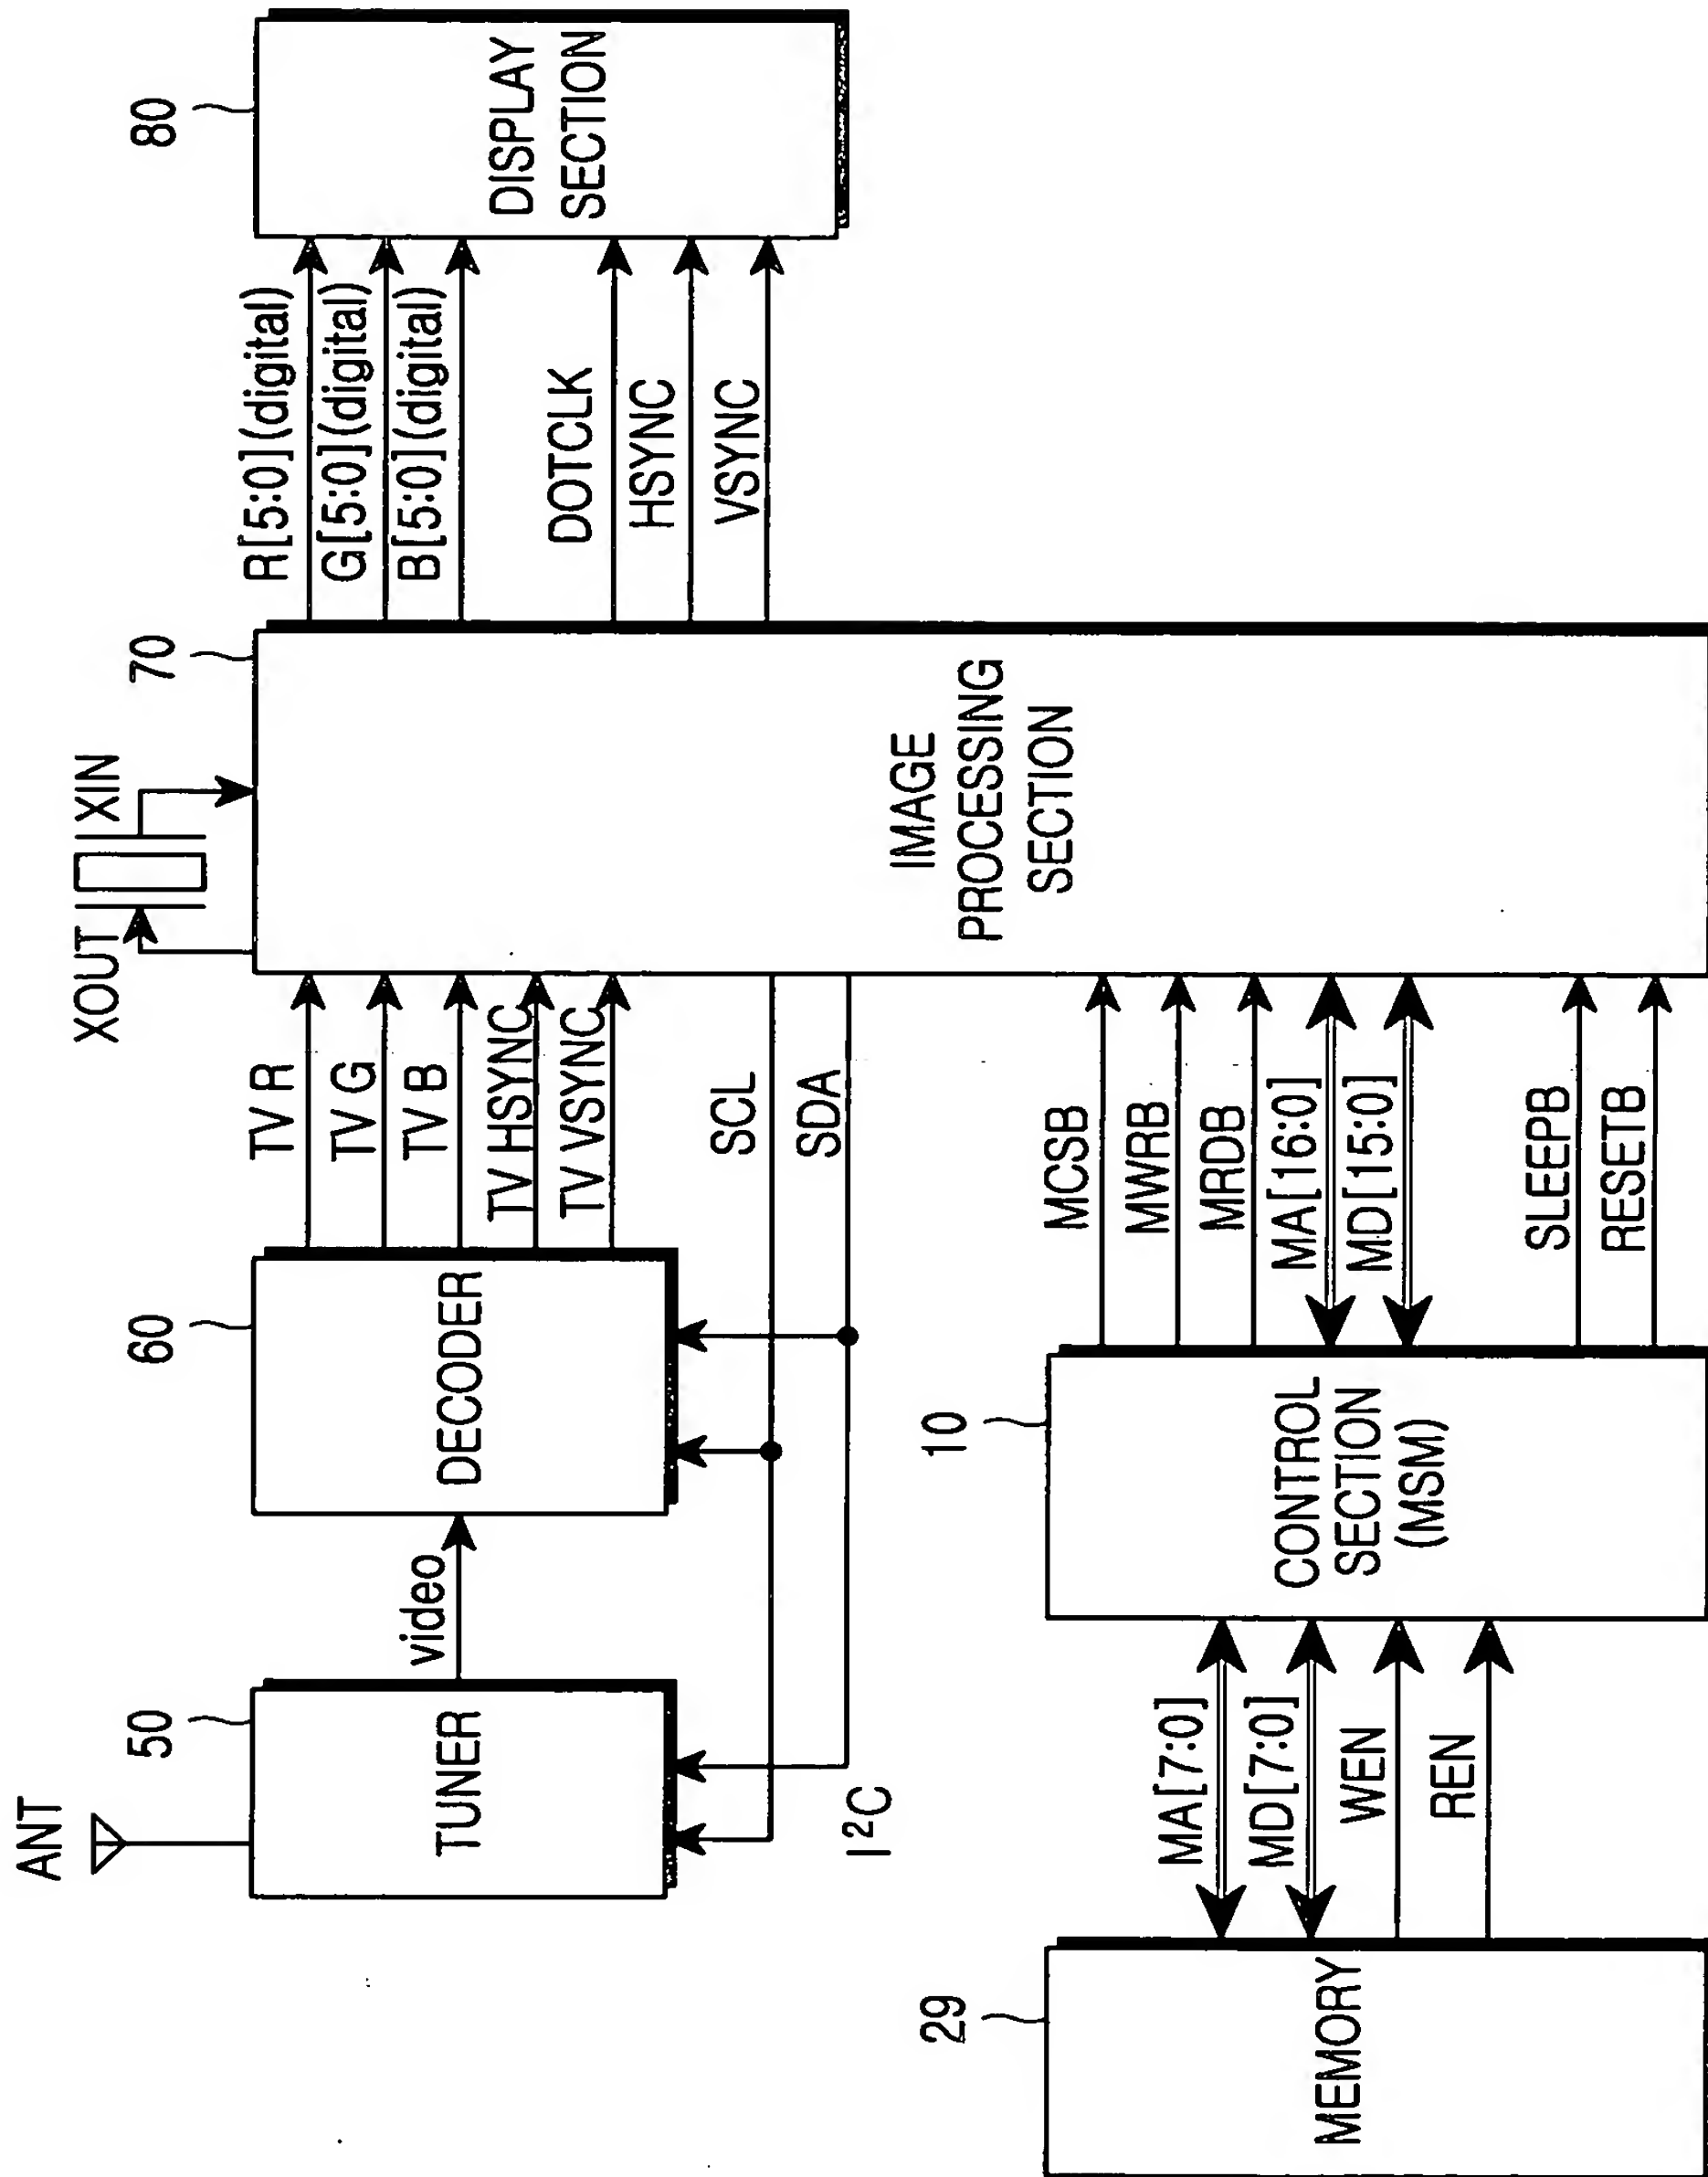 ANT
50
TUNER
video
60
DECODER
TV R
TV G
TV B
TV HSYNC
TV VSYNC
SCL
SDA
I²C
XOUT
XIN
70
IMAGE
PROCESSING
SECTION
R[5:0](digital)
G[5:0](digital)
B[5:0](digital)
DOTCLK
HSYNC
VSYNC
80
DISPLAY
SECTION
29
MEMORY
MA[7:0]
MD[7:0]
WEN
REN
10
CONTROL
SECTION
(MSM)
MCSB
MWRB
MRDB
MA[16:0]
MD[15:0]
SLEEPB
RESETB